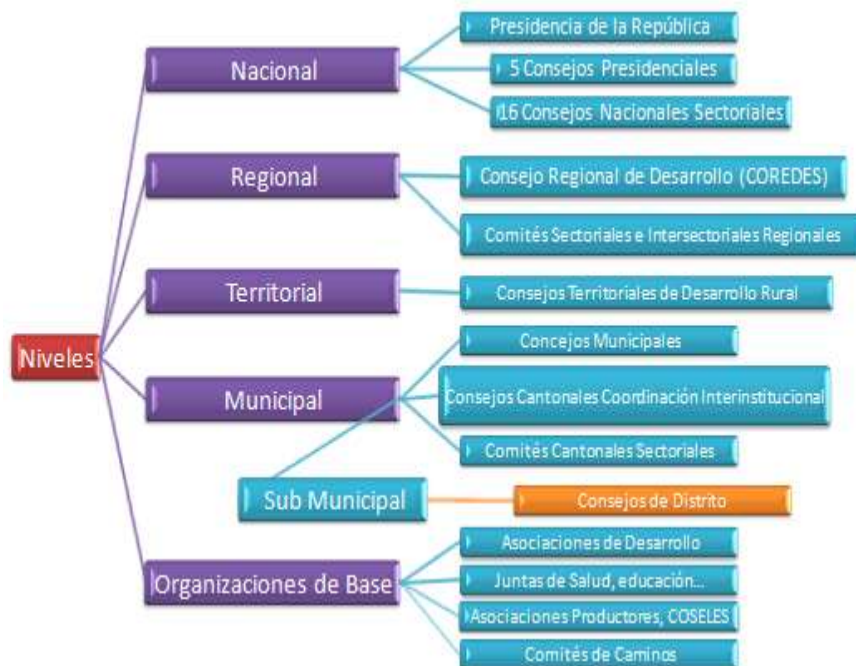 Niveles
Nacional
Presidencia de la República
5 Consejos Presidenciales
16 Consejos Nacionales Sectoriales
Regional
Consejo Regional de Desarrollo (COREDES)
Comités Sectoriales e Intersectoriales Regionales
Territorial
Consejos Territoriales de Desarrollo Rural
Municipal
Concejos Municipales
Consejos Cantonales Coordinación Interinstitucional
Comités Cantonales Sectoriales
Sub Municipal
Consejos de Distrito
Organizaciones de Base
Asociaciones de Desarrollo
Juntas de Salud, educación...
Asociaciones Productores, COSELES
Comités de Caminos